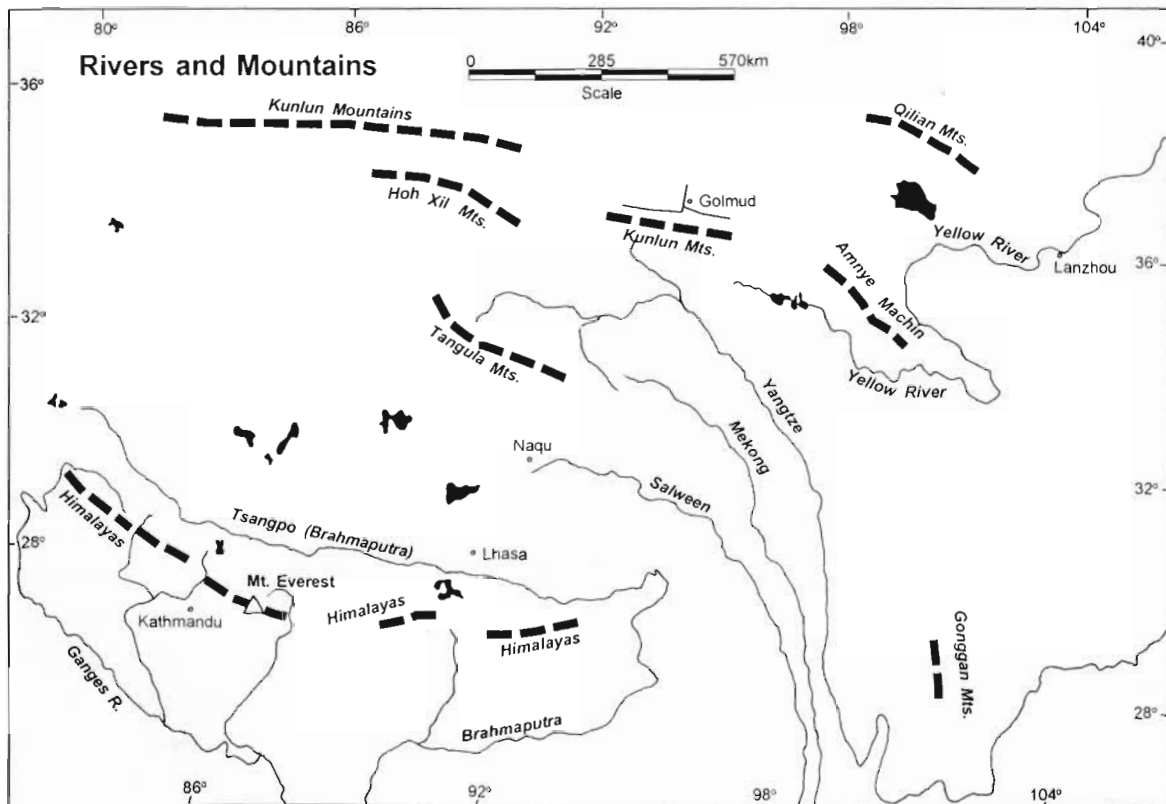 80° 86° 92° 98° 104°
40°
Rivers and Mountains
0 285 570km
Scale
36°
Kunlun Mountains
Qilian Mts.
Hoh Xil Mts.
Golmud
Kunlun Mts.
Yellow River
Lanzhou
36°
Amnye Machin
32°
Tangula Mts.
Yellow River
Yangtze
Mekong
Naqu
Salween
32°
Himalayas
Tsangpo (Brahmaputra)
28°
Lhasa
Mt. Everest
Himalayas
Kathmandu
Himalayas
Gonggan Mts.
Ganges R.
28°
Brahmaputra
86° 92° 98° 104°